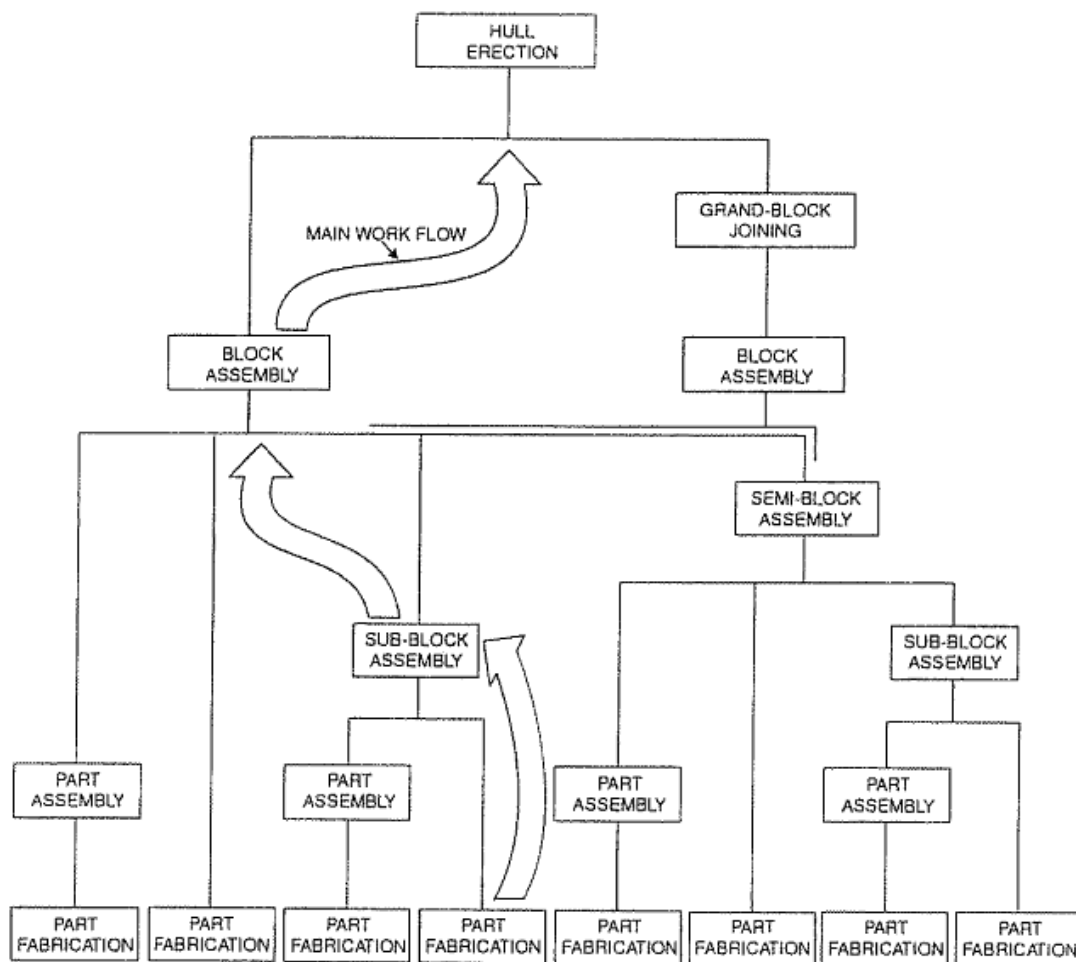 HULL
ERECTION
GRAND-BLOCK
JOINING
MAIN WORK FLOW
BLOCK
ASSEMBLY
BLOCK
ASSEMBLY
SEMI-BLOCK
ASSEMBLY
SUB-BLOCK
ASSEMBLY
SUB-BLOCK
ASSEMBLY
PART
ASSEMBLY
PART
ASSEMBLY
PART
ASSEMBLY
PART
ASSEMBLY
PART
FABRICATION
PART
FABRICATION
PART
FABRICATION
PART
FABRICATION
PART
FABRICATION
PART
FABRICATION
PART
FABRICATION
PART
FABRICATION